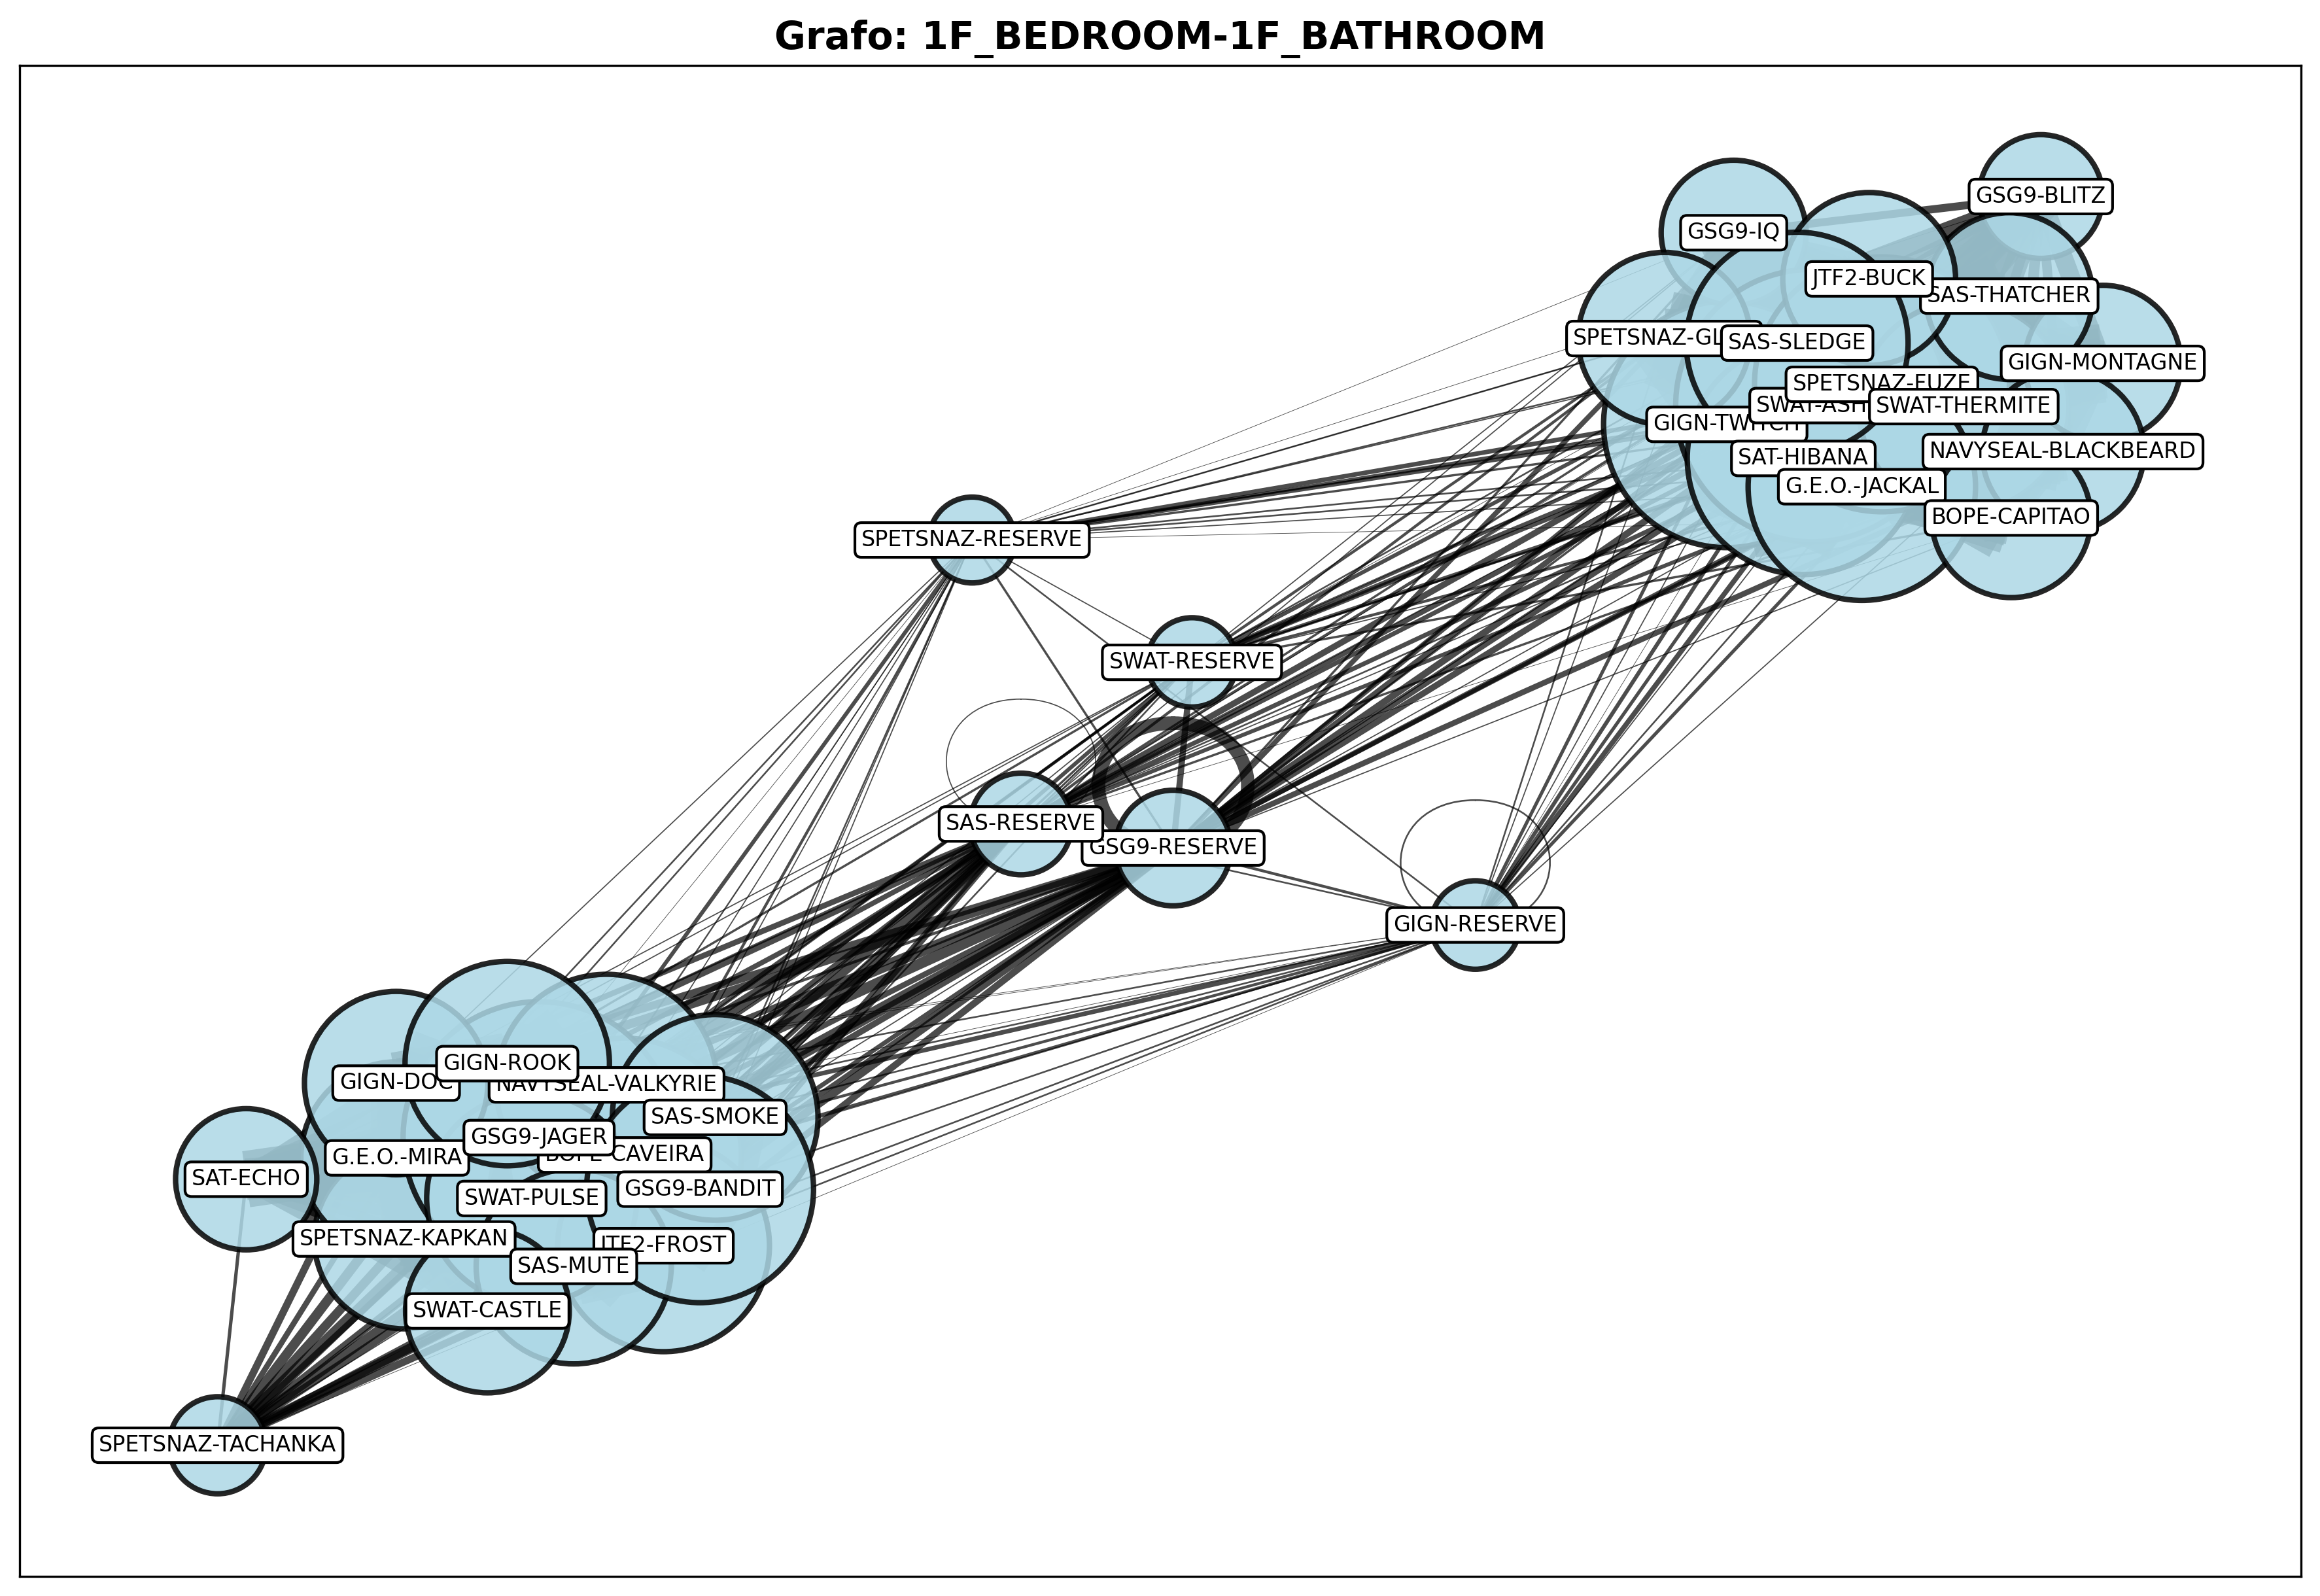 Grafo: 1F_BEDROOM-1F_BATHROOM
GSG9-BLITZ
GSG9-IQ
JTF2-BUCK
SAS-THATCHER
SPETSNAZ-GL
SAS-SLEDGE
GIGN-MONTAGNE
SPETSNAZ-FUZE
SWAT-ASH
SWAT-THERMITE
GIGN-TWITCH
SAT-HIBANA
NAVYSEAL-BLACKBEARD
G.E.O.-JACKAL
BOPE-CAPITAO
SPETSNAZ-RESERVE
SWAT-RESERVE
SAS-RESERVE
GSG9-RESERVE
GIGN-RESERVE
GIGN-ROOK
GIGN-DOC
NAVYSEAL-VALKYRIE
SAS-SMOKE
GSG9-JAGER
BOPE-CAVEIRA
G.E.O.-MIRA
SAT-ECHO
SWAT-PULSE
GSG9-BANDIT
SPETSNAZ-KAPKAN
JTF2-FROST
SAS-MUTE
SWAT-CASTLE
SPETSNAZ-TACHANKA